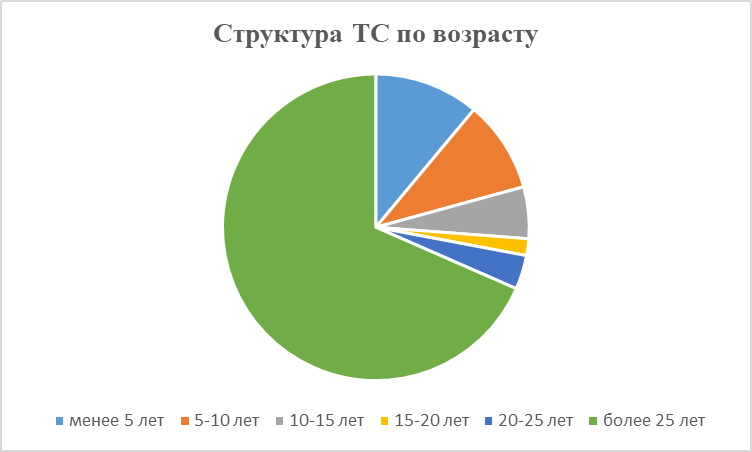 Структура ТС по возрасту
менее 5 лет 5-10 лет 10-15 лет 15-20 лет 20-25 лет более 25 лет